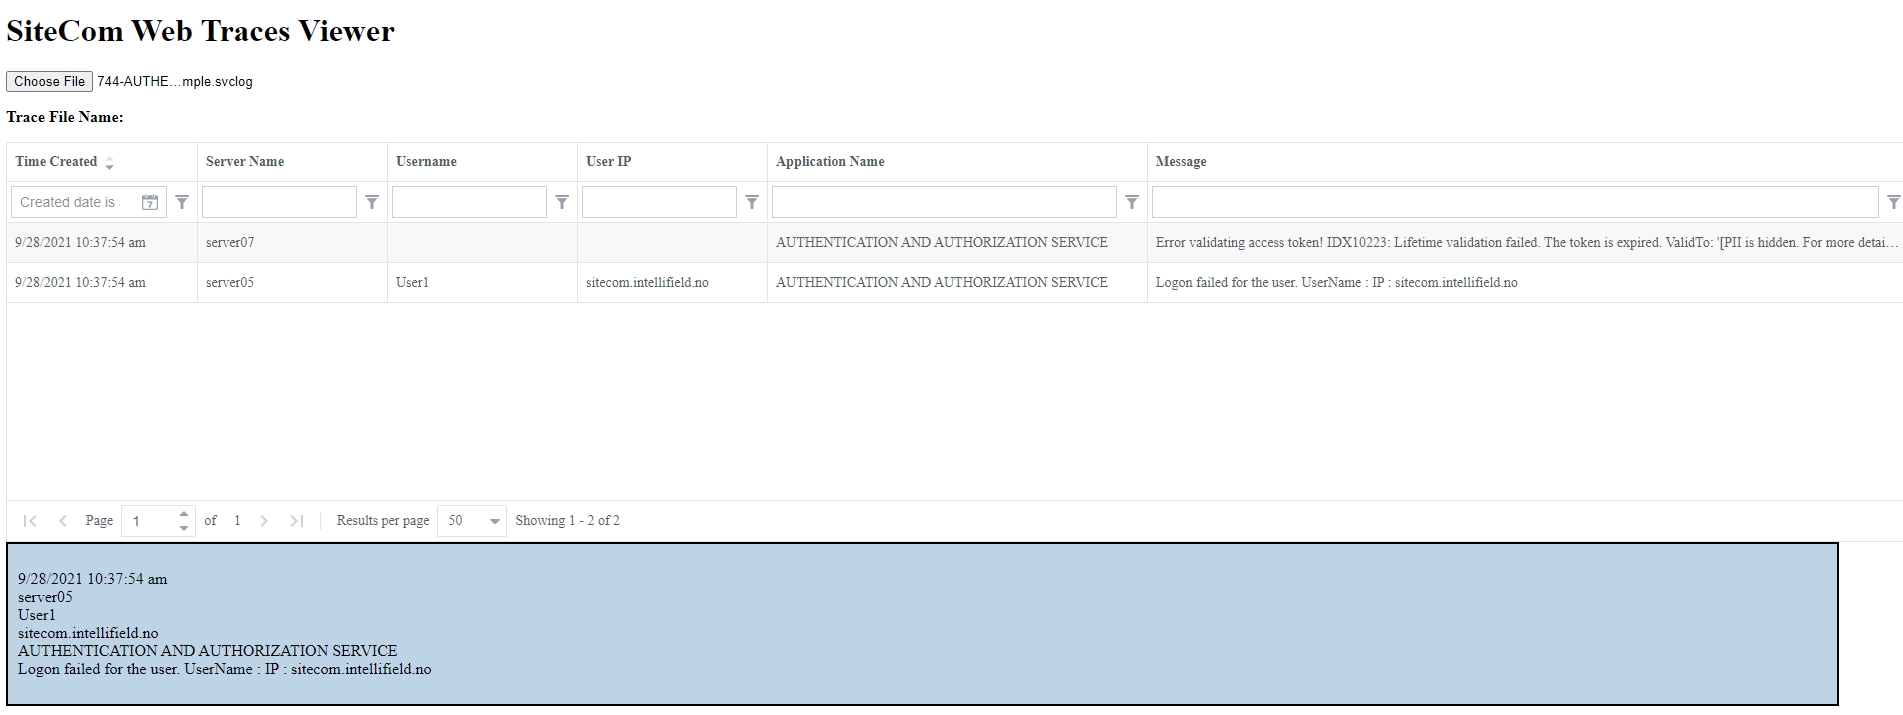 SiteCom Web Traces Viewer
Choose File 744-AUTHE...mple.svclog
Trace File Name:
Time Created Server Name Username User IP Application Name Message
Created date is 7
9/28/2021 10:37:54 am server07 AUTHENTICATION AND AUTHORIZATION SERVICE Error validating access token! IDX10223: Lifetime validation failed. The token is expired. ValidTo: '[PII is hidden. For more detai...
9/28/2021 10:37:54 am server05 User1 sitecom.intellifield.no AUTHENTICATION AND AUTHORIZATION SERVICE Logon failed for the user. UserName : IP : sitecom.intellifield.no
Page 1 of 1 Results per page 50 Showing 1 - 2 of 2
9/28/2021 10:37:54 am
server05
User1
sitecom.intellifield.no
AUTHENTICATION AND AUTHORIZATION SERVICE
Logon failed for the user. UserName : IP : sitecom.intellifield.no